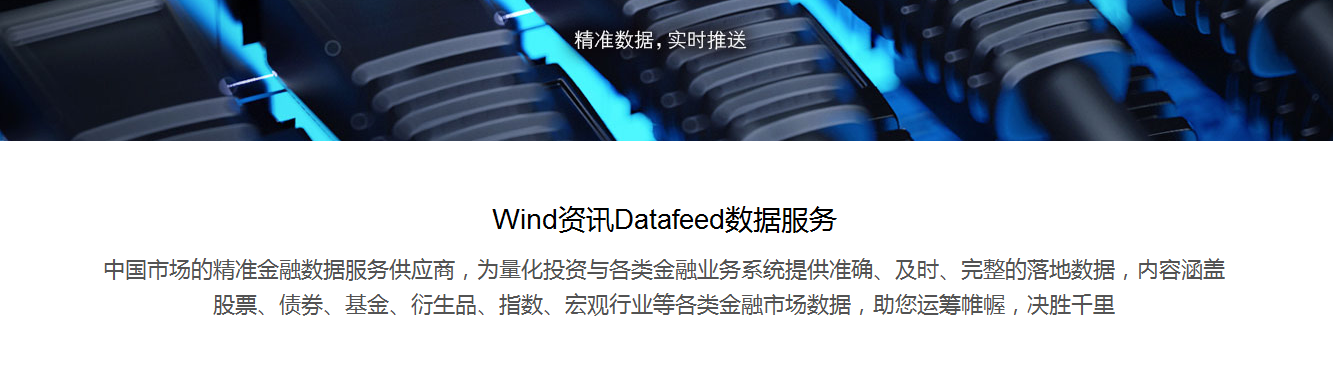 精准数据，实时推送
Wind资讯Datafeed数据服务
中国市场的精准金融数据服务供应商，为量化投资与各类金融业务系统提供准确、及时、完整的落地数据，内容涵盖
股票、债券、基金、衍生品、指数、宏观行业等各类金融市场数据，助您运筹帷幄，决胜千里